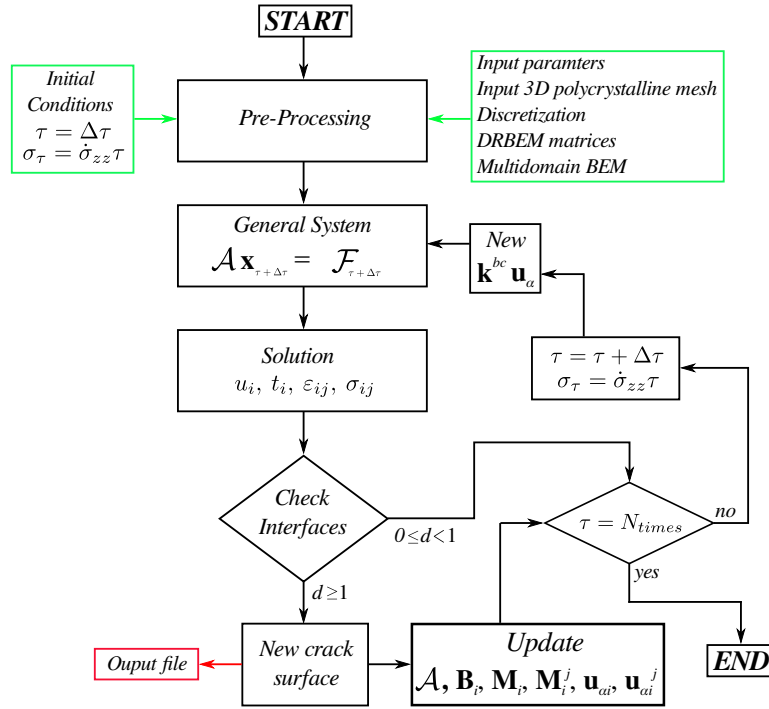 START
Initial
Conditions
τ = Δτ
σ_τ = σ̇_zz τ
Pre-Processing
Input paramters
Input 3D polycrystalline mesh
Discretization
DRBEM matrices
Multidomain BEM
General System
𝒜 x_τ+Δτ = ℱ_τ+Δτ
New
k^bc u_α
Solution
u_i, t_i, ε_ij, σ_ij
τ = τ + Δτ
σ_τ = σ̇_zz τ
Check
Interfaces
0≤d<1
τ = N_times
no
yes
d≥1
Ouput file
New crack
surface
Update
𝒜, B_i, M_i, M_i^j, u_αi, u_αi^j
END